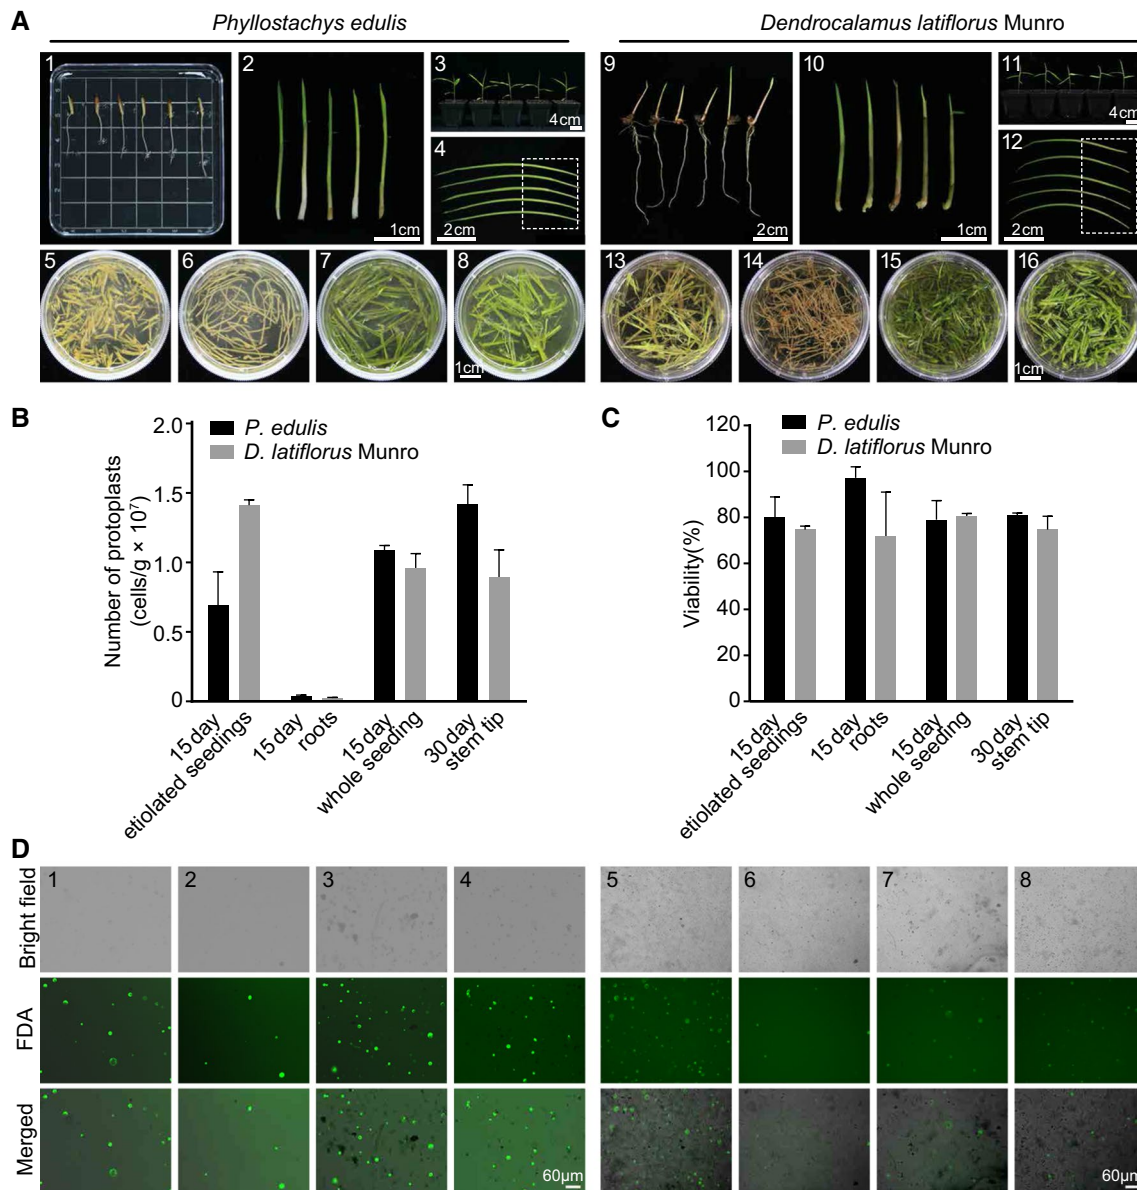 A
Phyllostachys edulis
Dendrocalamus latiflorus Munro
1 2 3 4cm
4 2cm
1cm
9 10 11 4cm
12 2cm
2cm 1cm
5 6 7 8 1cm
13 14 15 16 1cm
B
Number of protoplasts
(cells/g × 10⁷)
2.0
1.5
1.0
0.5
0
P. edulis
D. latiflorus Munro
15 day
etiolated seedings
15 day
roots
15 day
whole seeding
30 day
stem tip
C
Viability(%)
120
100
80
60
40
20
0
P. edulis
D. latiflorus Munro
15 day
etiolated seedings
15 day
roots
15 day
whole seeding
30 day
stem tip
D
Bright field
1 2 3 4 5 6 7 8
FDA
Merged
60µm
60µm